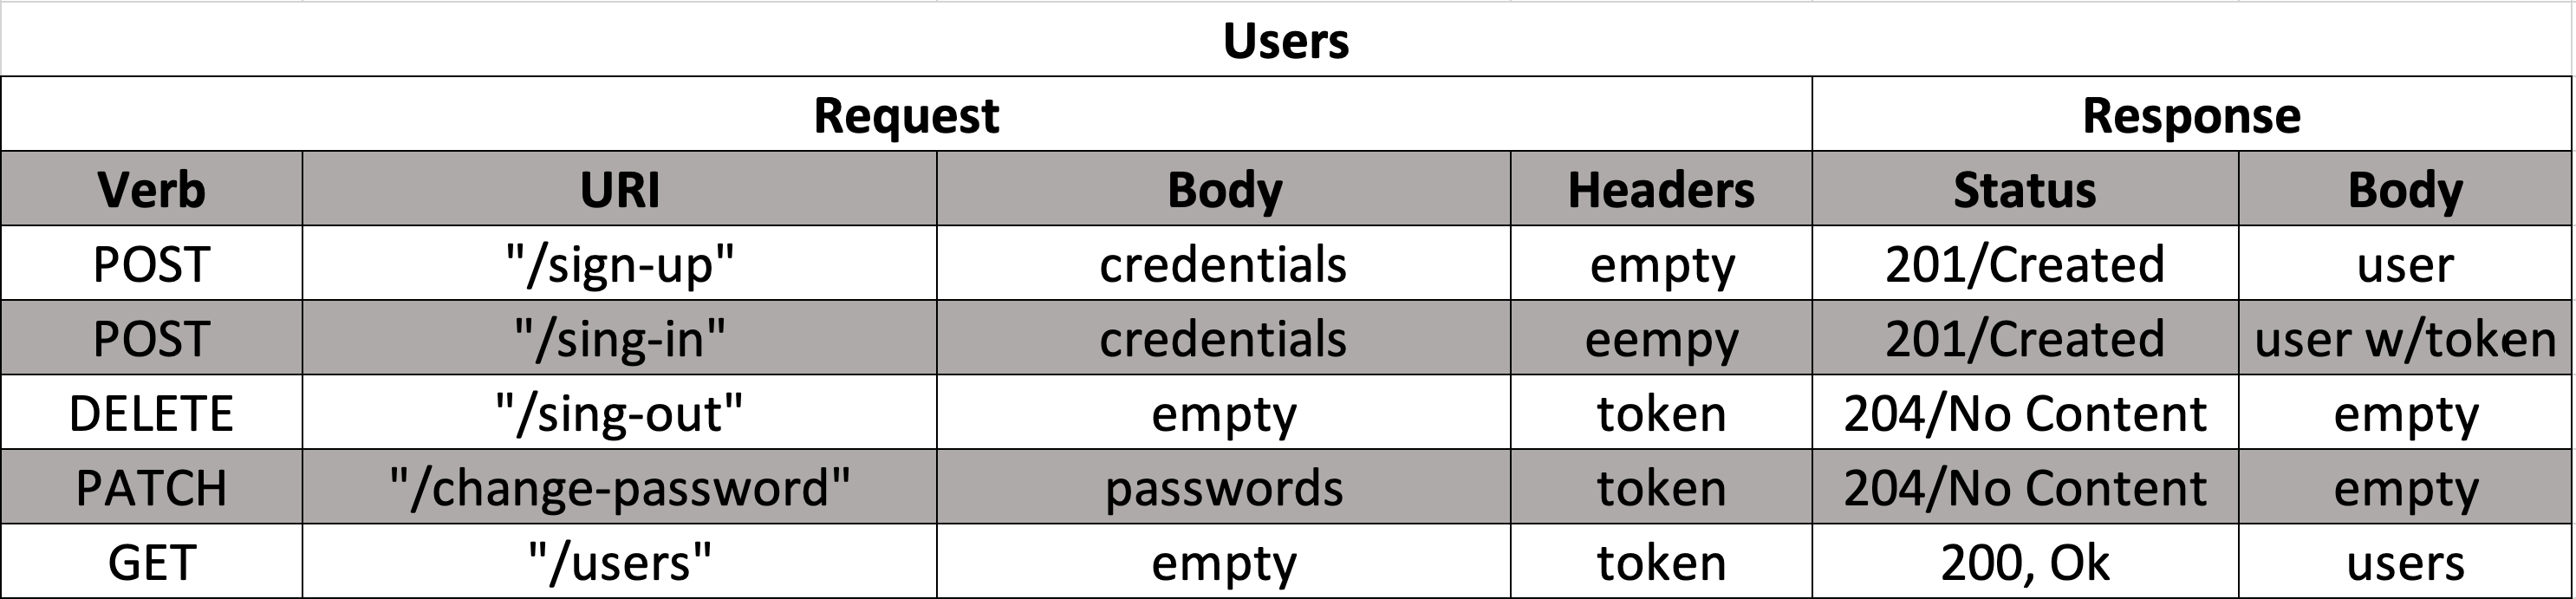 Users
Request Response
Verb URI Body Headers Status Body
POST "/sign-up" credentials empty 201/Created user
POST "/sing-in" credentials eempy 201/Created user w/token
DELETE "/sing-out" empty token 204/No Content empty
PATCH "/change-password" passwords token 204/No Content empty
GET "/users" empty token 200, Ok users